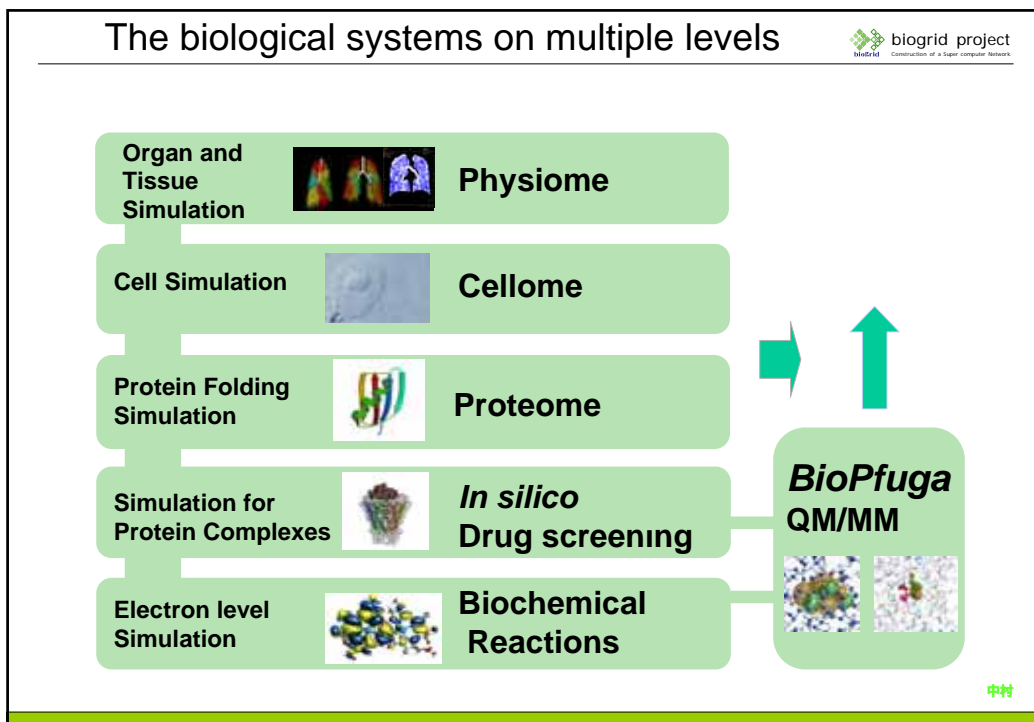 The biological systems on multiple levels
biogrid project
Construction of a Super computer Network
bioGrid
Organ and
Tissue
Simulation
Physiome
Cell Simulation
Cellome
Protein Folding
Simulation
Proteome
Simulation for
Protein Complexes
In silico
Drug screening
Electron level
Simulation
Biochemical
Reactions
BioPfuga
QM/MM
中村